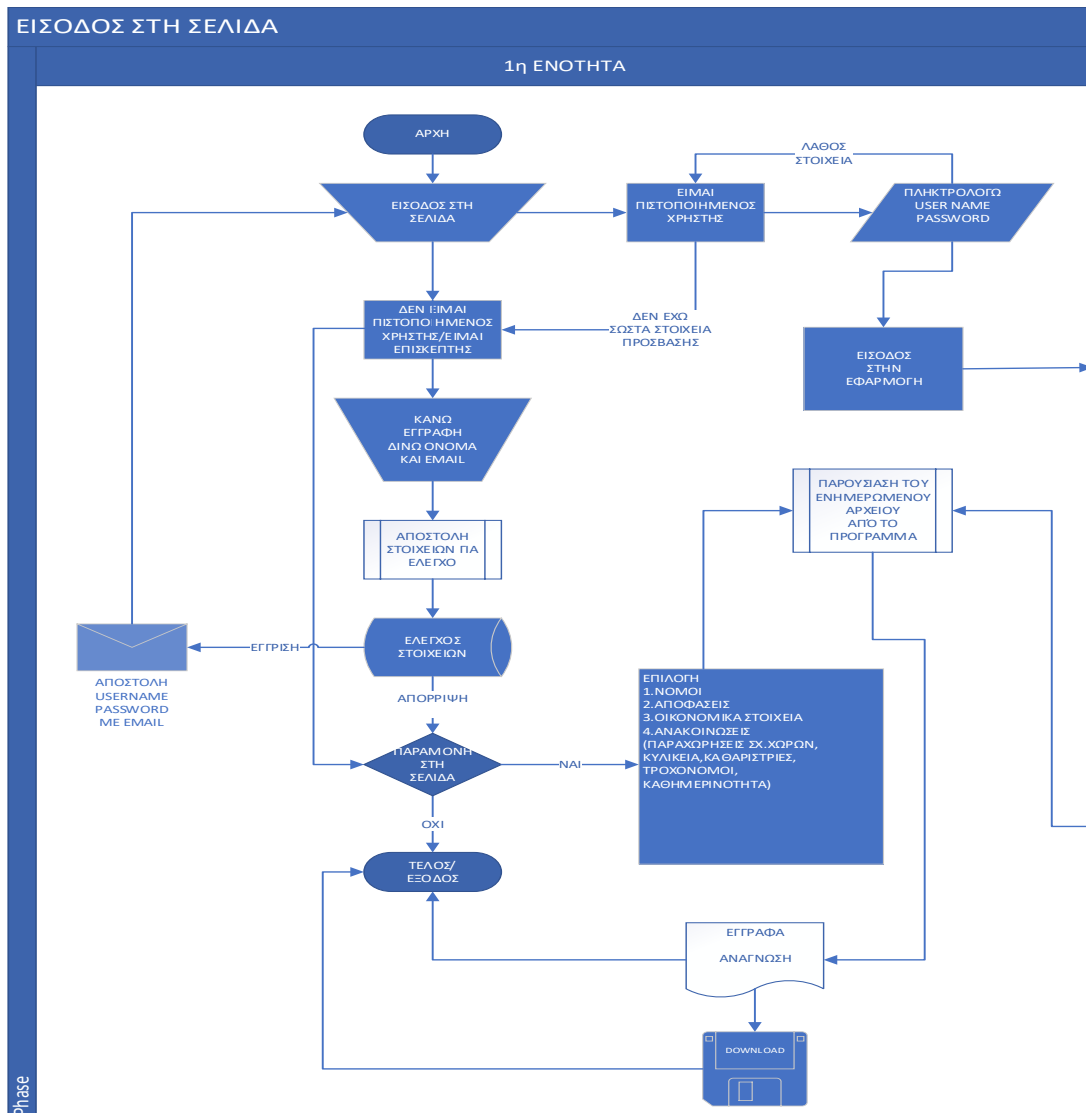 ΕΙΣΟΔΟΣ ΣΤΗ ΣΕΛΙΔΑ
1η ΕΝΟΤΗΤΑ
ΑΡΧΗ
ΛΑΘΟΣ
ΣΤΟΙΧΕΙΑ
ΕΙΣΟΔΟΣ ΣΤΗ
ΣΕΛΙΔΑ
ΕΙΜΑΙ
ΠΙΣΤΟΠΟΙΗΜΕΝΟΣ
ΧΡΗΣΤΗΣ
ΠΛΗΚΤΡΟΛΟΓΩ
USER NAME
PASSWORD
ΔΕΝ ΕΙΜΑΙ
ΠΙΣΤΟΠΟΙΗΜΕΝΟΣ
ΧΡΗΣΤΗΣ/ΕΙΜΑΙ
ΕΠΙΣΚΕΠΤΗΣ
ΔΕΝ ΕΧΩ
ΣΩΣΤΑ ΣΤΟΙΧΕΙΑ
ΠΡΟΣΒΑΣΗΣ
ΕΙΣΟΔΟΣ
ΣΤΗΝ
ΕΦΑΡΜΟΓΗ
ΚΑΝΩ
ΕΓΓΡΑΦΗ
ΔΙΝΩ ΟΝΟΜΑ
ΚΑΙ EMAIL
ΠΑΡΟΥΣΙΑΣΗ ΤΟΥ
ΕΝΗΜΕΡΩΜΕΝΟΥ
ΑΡΧΕΙΟΥ
ΑΠΌ ΤΟ
ΠΡΟΓΡΑΜΜΑ
ΑΠΟΣΤΟΛΗ
ΣΤΟΙΧΕΙΩΝ ΓΙΑ
ΕΛΕΓΧΟ
ΕΛΕΓΧΟΣ
ΣΤΟΙΧΕΙΩΝ
ΕΓΓΡΙΣΗ
ΑΠΟΣΤΟΛΗ
USERNAME
PASSWORD
ΜΕ EMAIL
ΑΠΟΡΡΙΨΗ
ΕΠΙΛΟΓΗ
1.ΝΟΜΟΙ
2.ΑΠΟΦΑΣΕΙΣ
3.ΟΙΚΟΝΟΜΙΚΑ ΣΤΟΙΧΕΙΑ
4.ΑΝΑΚΟΙΝΩΣΕΙΣ
(ΠΑΡΑΧΩΡΗΣΕΙΣ ΣΧ.ΧΩΡΩΝ,
ΚΥΛΙΚΕΙΑ,ΚΑΘΑΡΙΣΤΡΙΕΣ,
ΤΡΟΧΟΝΟΜΟΙ,
ΚΑΘΗΜΕΡΙΝΟΤΗΤΑ)
ΠΑΡΑΜΟΝΗ
ΣΤΗ
ΣΕΛΙΔΑ
ΝΑΙ
ΟΧΙ
ΤΕΛΟΣ/
ΕΞΟΔΟΣ
ΕΓΓΡΑΦΑ
ΑΝΑΓΝΩΣΗ
DOWNLOAD
Phase